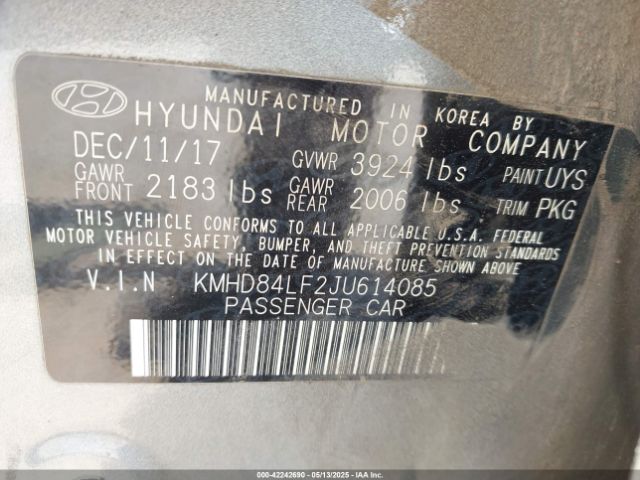 MANUFACTURED IN KOREA BY
HYUNDAI MOTOR COMPANY
DEC/11/17 GVWR 3924 lbs PAINT UYS
GAWR FRONT 2183 lbs GAWR REAR 2006 lbs TRIM PKG
THIS VEHICLE CONFORMS TO ALL APPLICABLE U.S.A. FEDERAL
MOTOR VEHICLE SAFETY, BUMPER, AND THEFT PREVENTION STANDARDS
IN EFFECT ON THE DATE OF MANUFACTURE SHOWN ABOVE
V.I.N KMHD84LF2JU614085
PASSENGER CAR
000-42242690 - 05/13/2025 - IAAI.COM